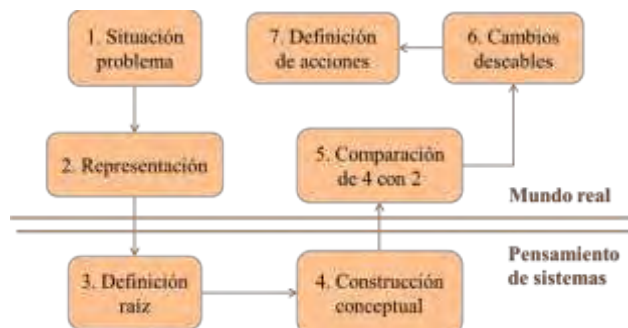 1. Situación
problema
2. Representación
3. Definición
raíz
4. Construcción
conceptual
5. Comparación
de 4 con 2
6. Cambios
deseables
7. Definición
de acciones
Mundo real
Pensamiento
de sistemas